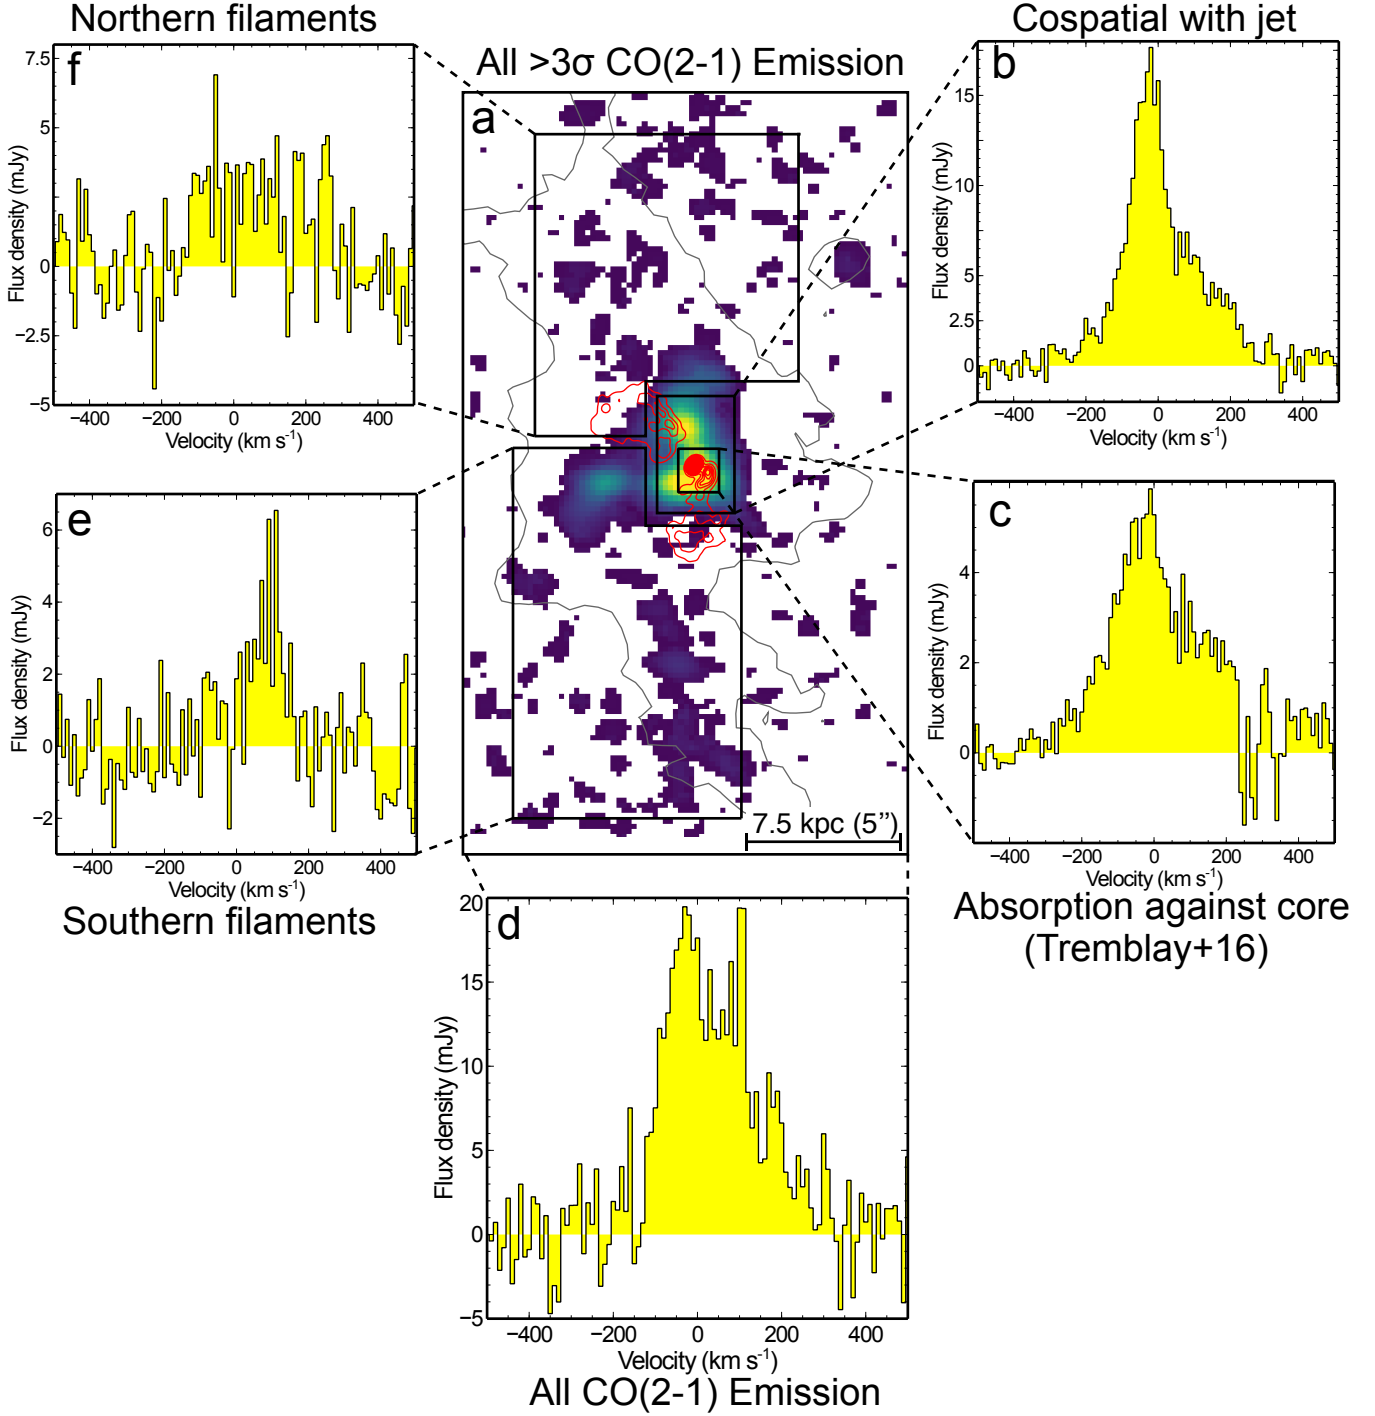 Northern filaments
Cospatial with jet
All >3σ CO(2-1) Emission
f
7.5
5
2.5
0
−2.5
−5
Flux density (mJy)
−400 −200 0 200 400
Velocity (km s-1)
a
7.5 kpc (5”)
b
15
10
5
2.5
0
Flux density (mJy)
−400 −200 0 200 400
Velocity (km s-1)
e
6
4
2
0
−2
Flux density (mJy)
−400 −200 0 200 400
Velocity (km s-1)
Southern filaments
c
4
2
0
Flux density (mJy)
−400 −200 0 200 400
Velocity (km s-1)
Absorption against core
(Tremblay+16)
d
20
15
10
5
0
−5
Flux density (mJy)
−400 −200 0 200 400
Velocity (km s-1)
All CO(2-1) Emission